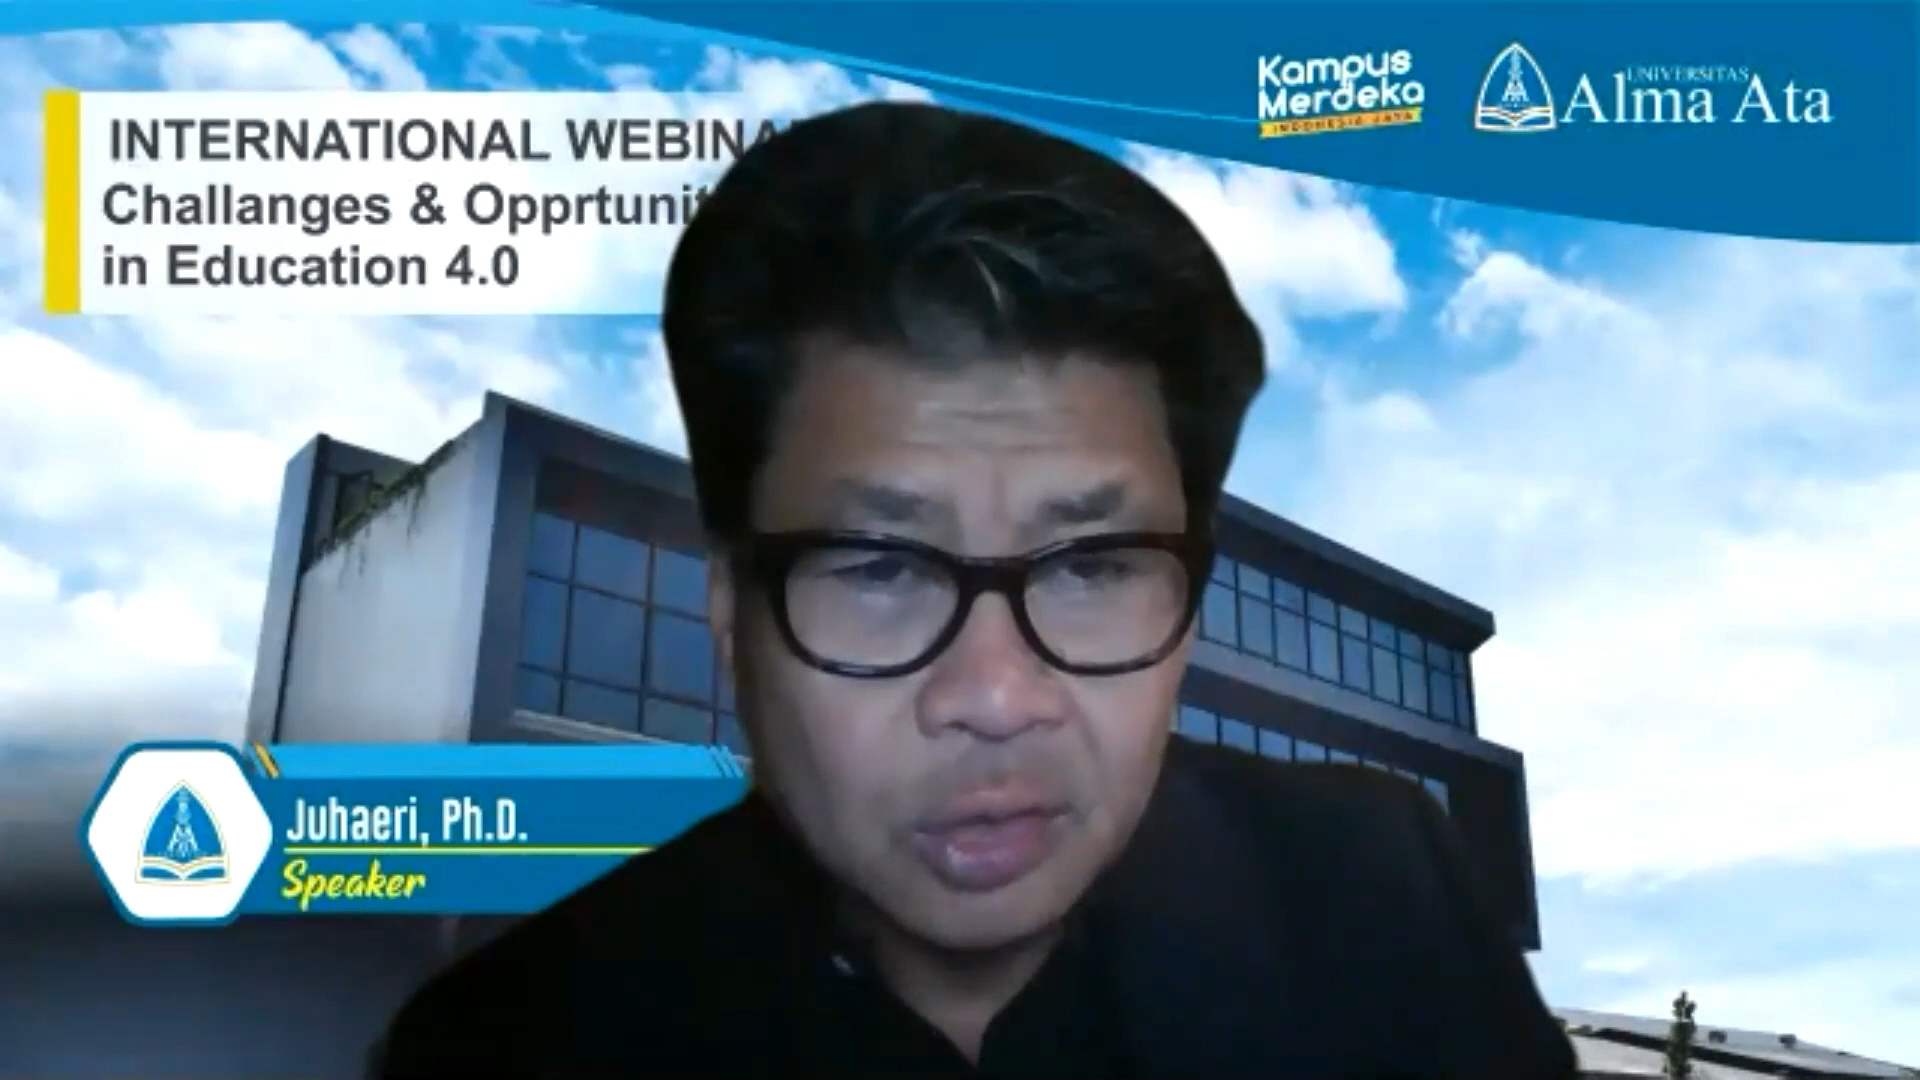 Kampus
Merdeka
INDONESIA JAYA
UNIVERSITAS
Alma Ata
INTERNATIONAL WEBINA
Challanges & Opprtunit
in Education 4.0
Juhaeri, Ph.D.
Speaker